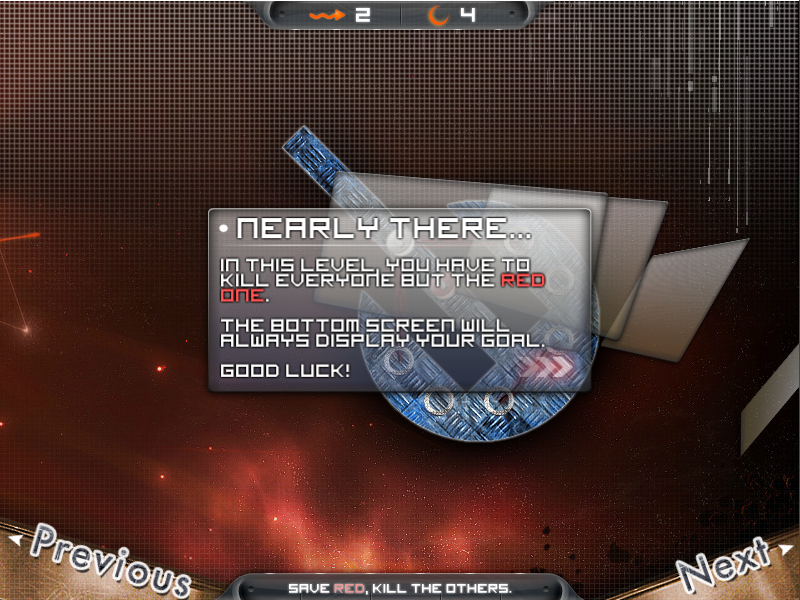 2 4
• NEARLY THERE...
IN THIS LEVEL, YOU HAVE TO
KILL EVERYONE BUT THE RED
ONE.
THE BOTTOM SCREEN WILL
ALWAYS DISPLAY YOUR GOAL.
GOOD LUCK!
Previous
Next
SAVE RED, KILL THE OTHERS.